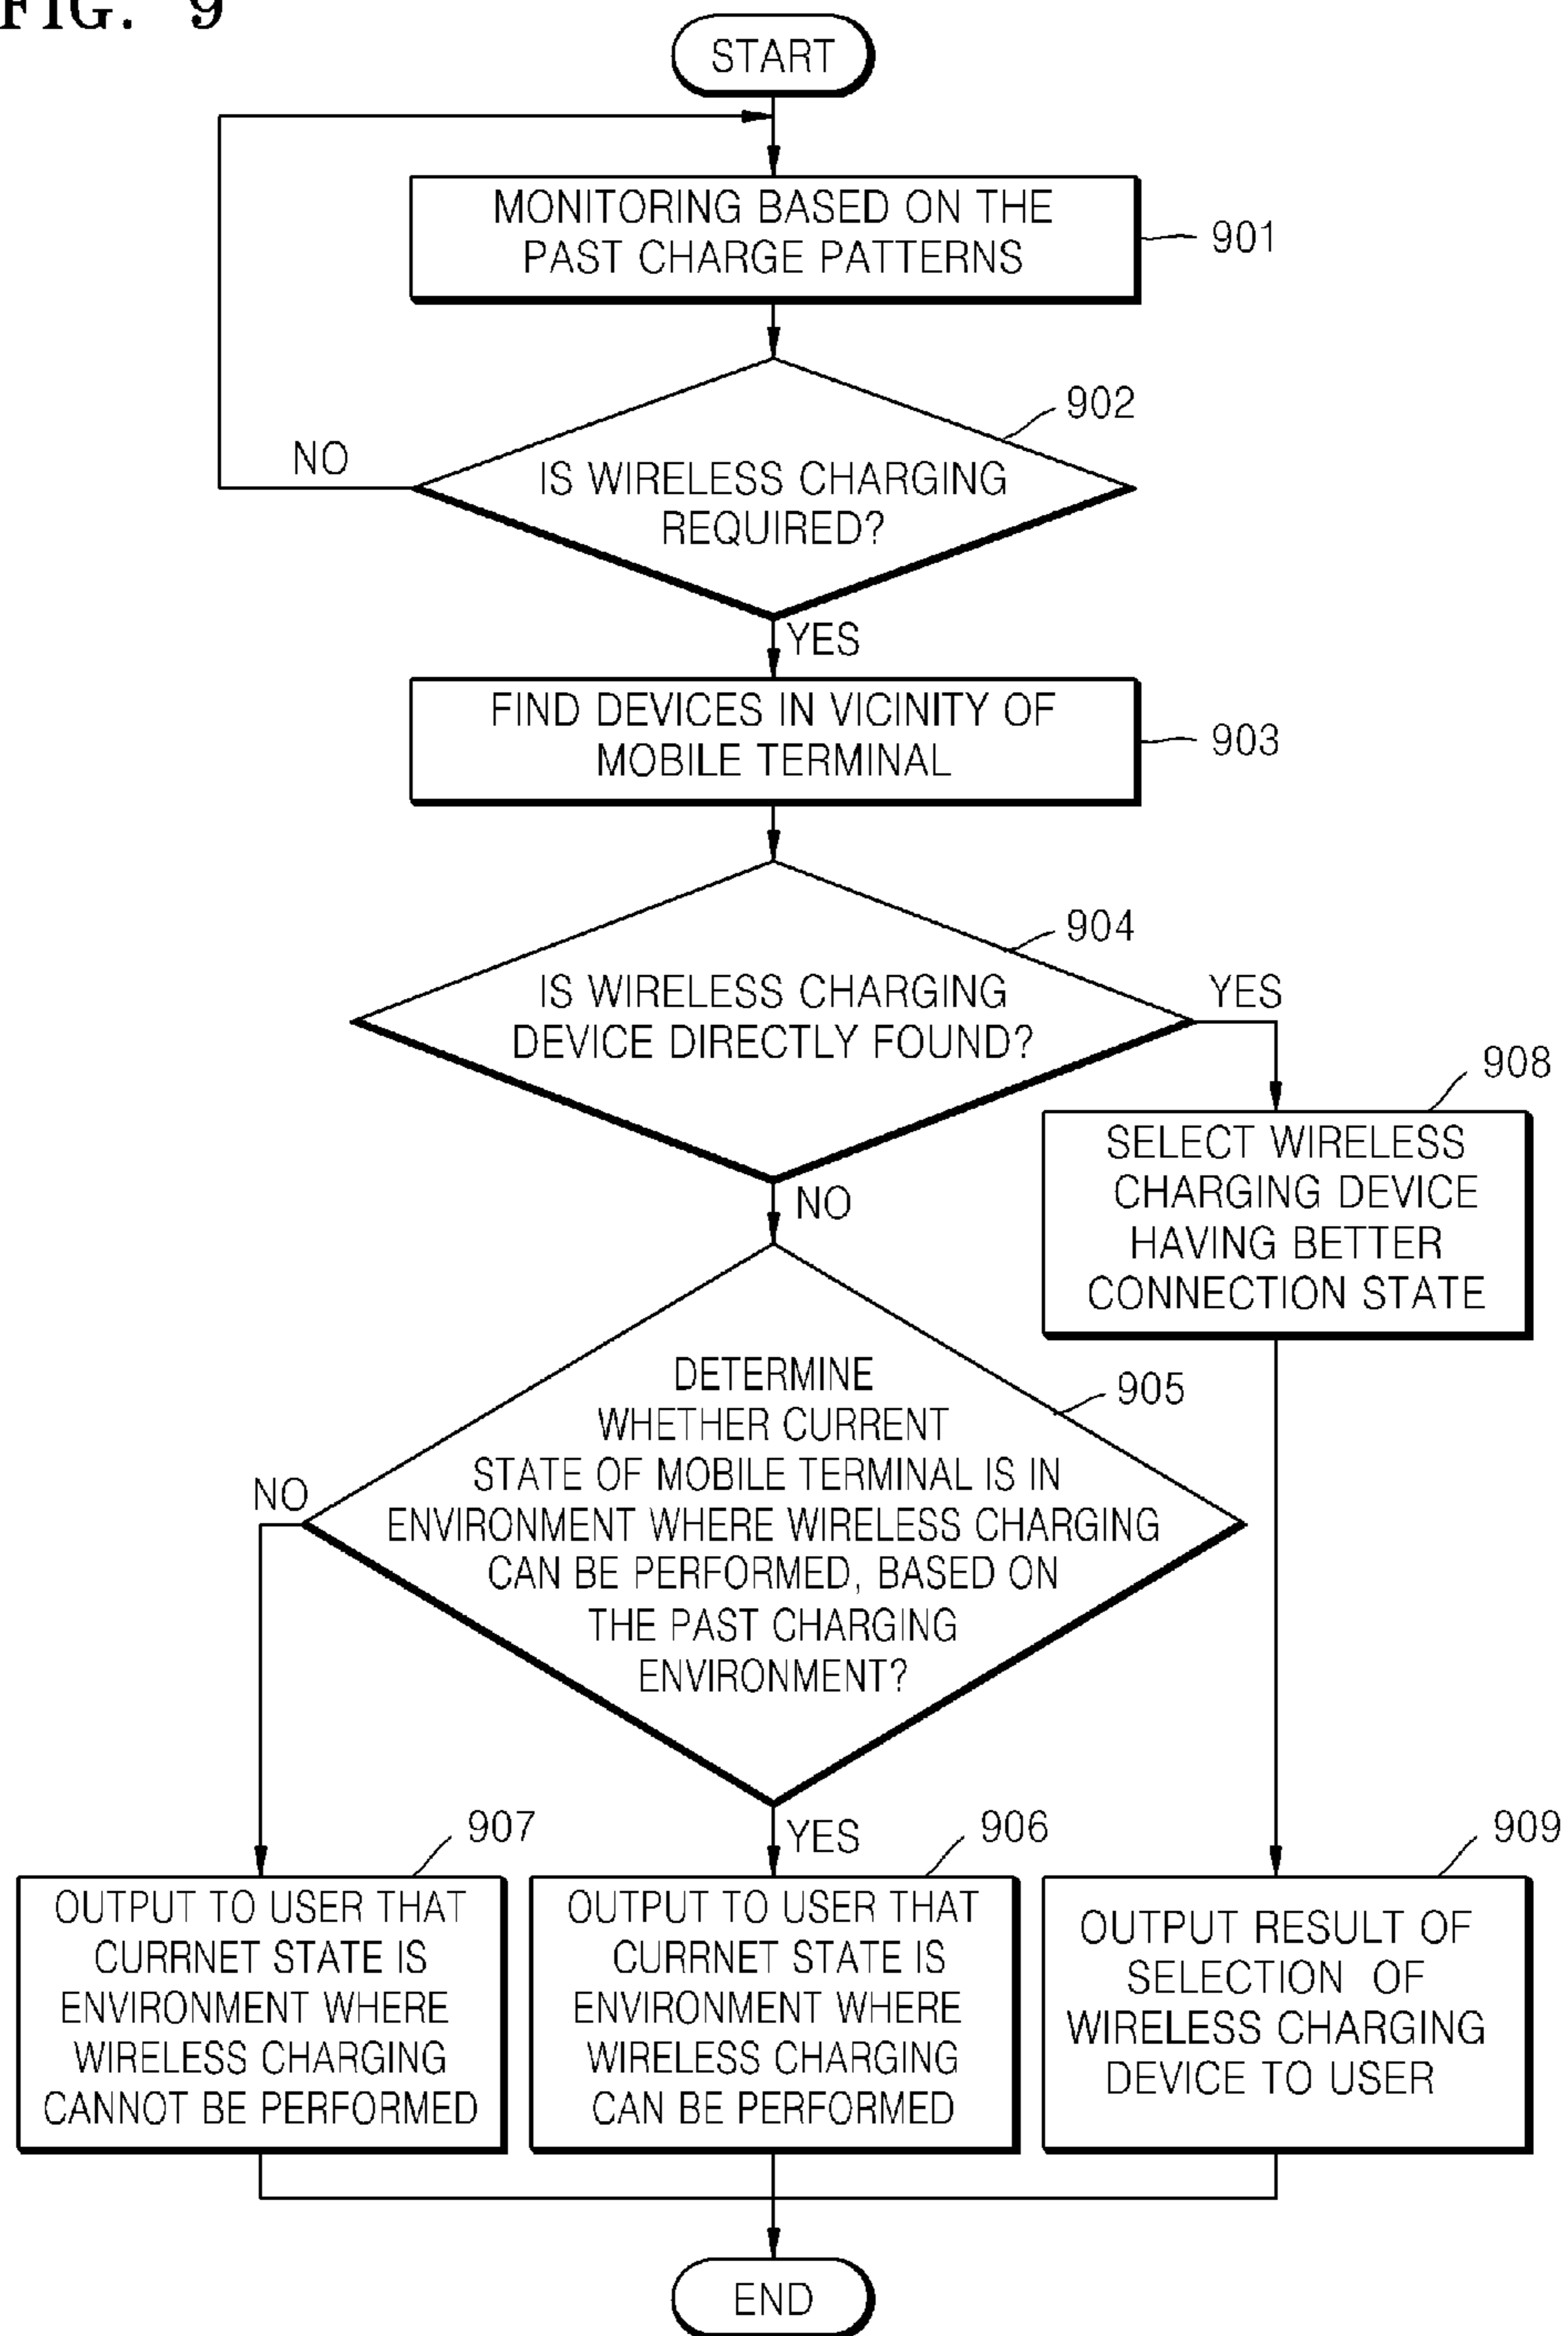 FIG. 9
START
MONITORING BASED ON THE
PAST CHARGE PATTERNS
901
902
NO
IS WIRELESS CHARGING
REQUIRED?
YES
FIND DEVICES IN VICINITY OF
MOBILE TERMINAL
903
904
IS WIRELESS CHARGING
DEVICE DIRECTLY FOUND?
YES
908
SELECT WIRELESS
CHARGING DEVICE
HAVING BETTER
CONNECTION STATE
NO
905
DETERMINE
WHETHER CURRENT
STATE OF MOBILE TERMINAL IS IN
ENVIRONMENT WHERE WIRELESS CHARGING
CAN BE PERFORMED, BASED ON
THE PAST CHARGING
ENVIRONMENT?
NO
YES
907
OUTPUT TO USER THAT
CURRNET STATE IS
ENVIRONMENT WHERE
WIRELESS CHARGING
CANNOT BE PERFORMED
906
OUTPUT TO USER THAT
CURRNET STATE IS
ENVIRONMENT WHERE
WIRELESS CHARGING
CAN BE PERFORMED
909
OUTPUT RESULT OF
SELECTION OF
WIRELESS CHARGING
DEVICE TO USER
END